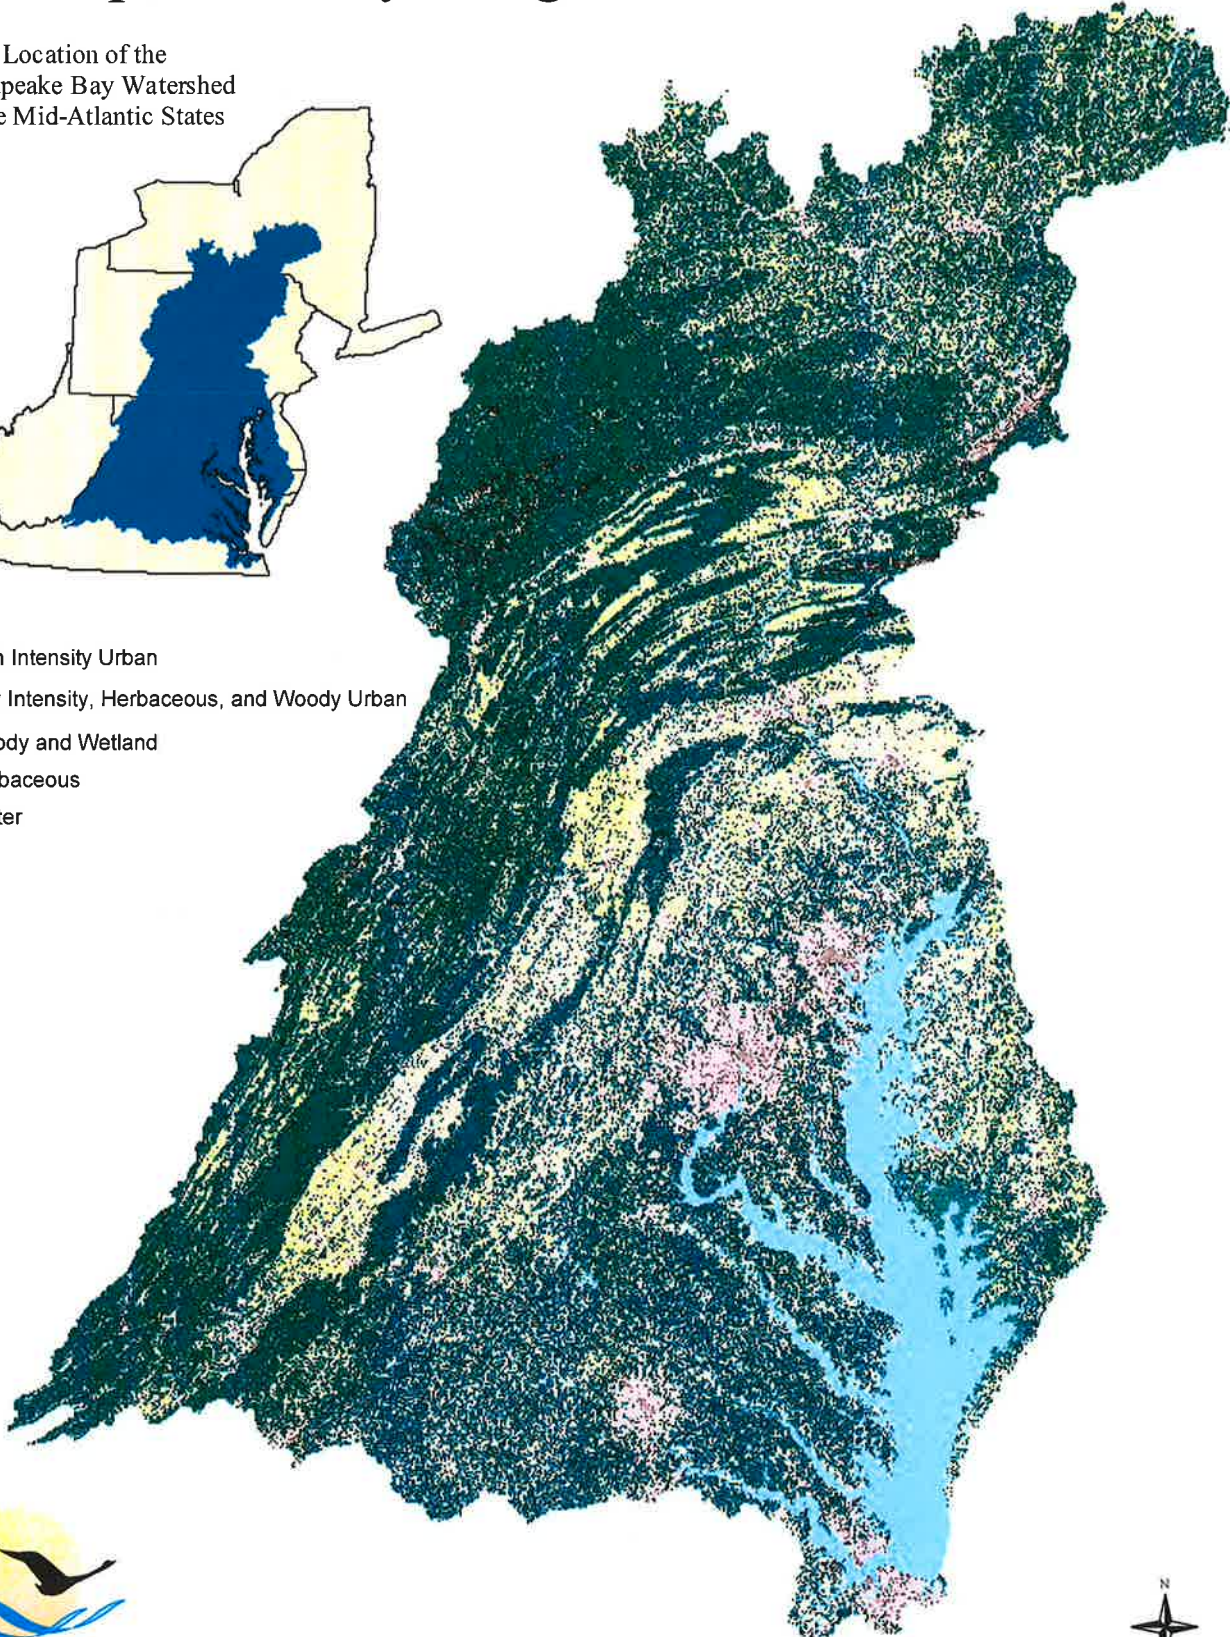 Location of the
peake Bay Watershed
e Mid-Atlantic States
Intensity Urban
Intensity, Herbaceous, and Woody Urban
ody and Wetland
baceous
ter
N